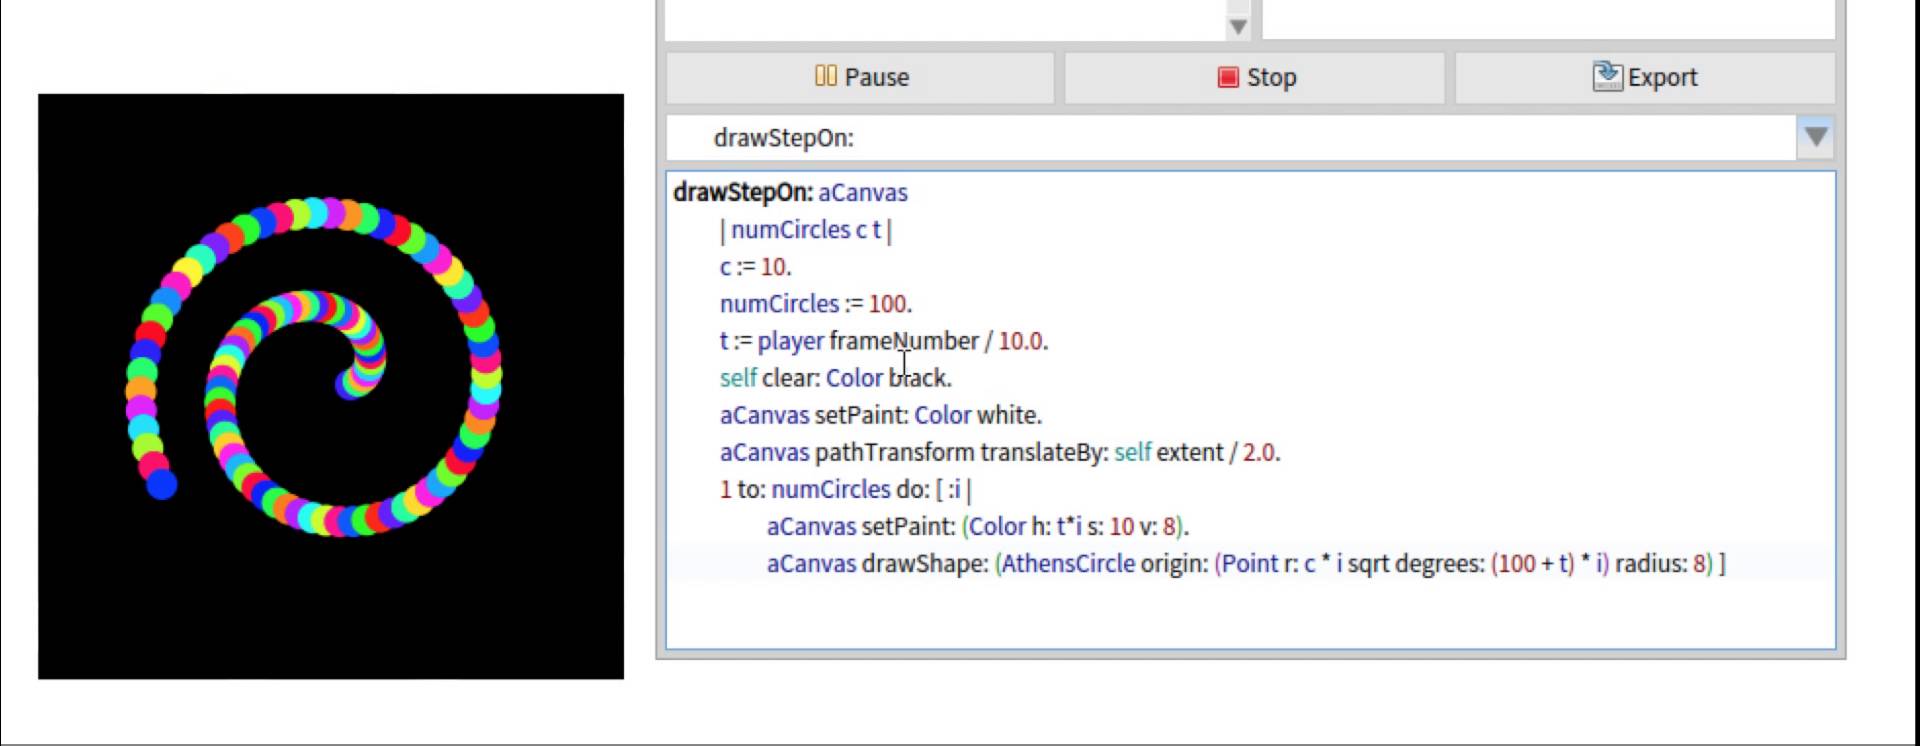 Pause
Stop
Export
drawStepOn:
drawStepOn: aCanvas
| numCircles c t |
c := 10.
numCircles := 100.
t := player frameNumber / 10.0.
self clear: Color black.
aCanvas setPaint: Color white.
aCanvas pathTransform translateBy: self extent / 2.0.
1 to: numCircles do: [ :i |
aCanvas setPaint: (Color h: t*i s: 10 v: 8).
aCanvas drawShape: (AthensCircle origin: (Point r: c * i sqrt degrees: (100 + t) * i) radius: 8) ]